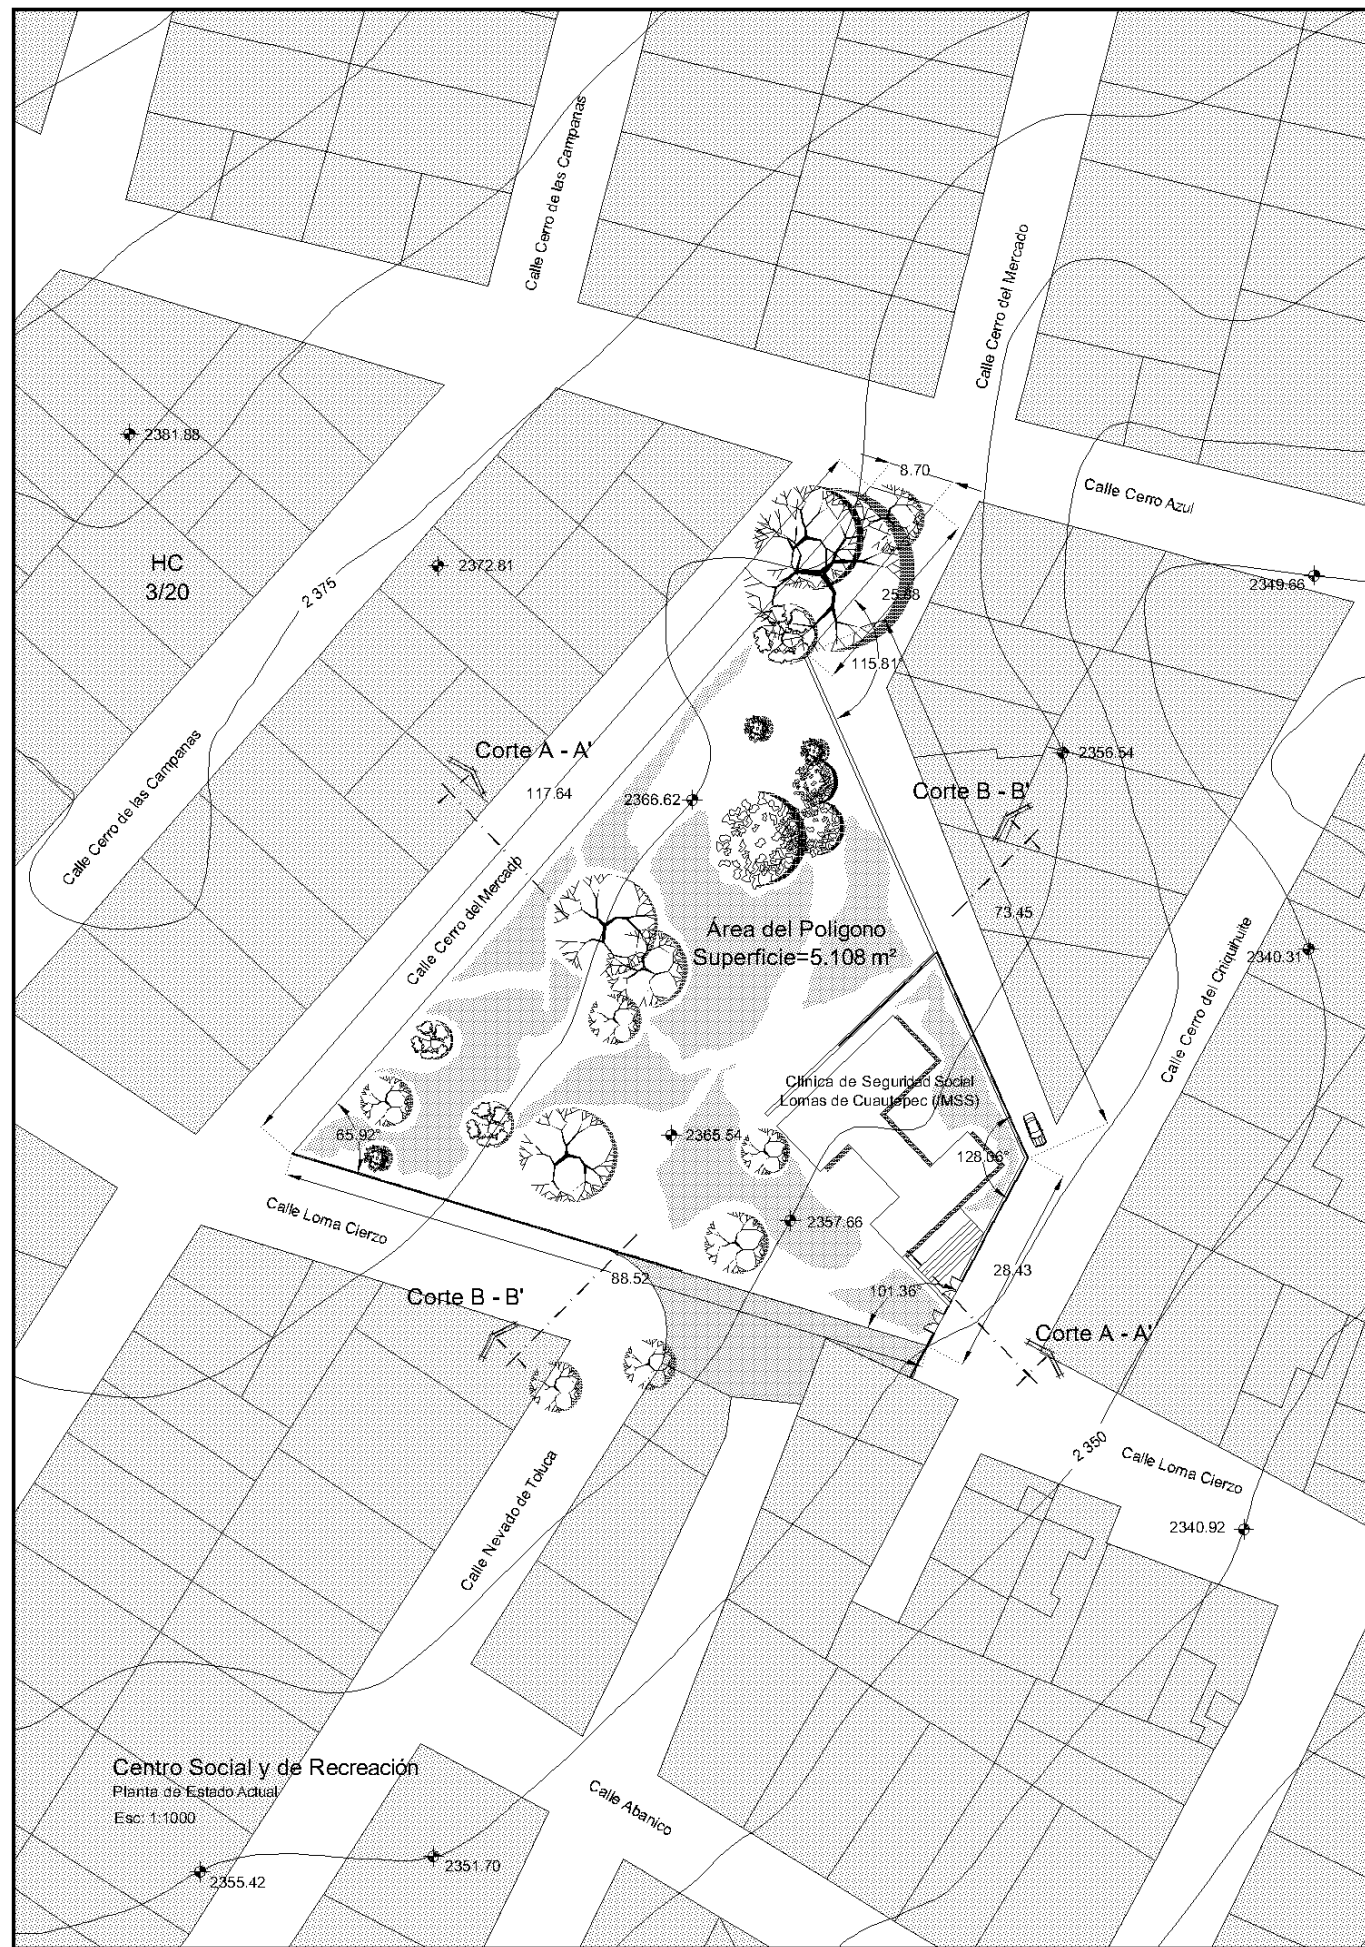 Calle Cerro de las Campanas
Calle Cerro del Mercado
2381.88
8.70
Calle Cerro Azul
HC
3/20
2372.81
2 375
2349.66
25.88
115.81°
Corte A - A'
2356.54
117.64
2366.62
Corte B - B'
Calle Cerro de las Campanas
73.45
Calle Cerro del Mercado
Área del Poligono
Superficie=5.108 m²
2340.31
Calle Cerro del Chiquihuite
Clínica de Seguridad Social
Lomas de Cuautepec (IMSS)
65.92°
2365.54
128.06°
Calle Loma Cierzo
2357.66
88.52
101.36°
28.43
Corte B - B'
Corte A - A'
2 350
Calle Loma Cierzo
Calle Nevado de Toluca
2340.92
Centro Social y de Recreación
Planta de Estado Actual
Esc: 1:1000
Calle Abanico
2351.70
2355.42